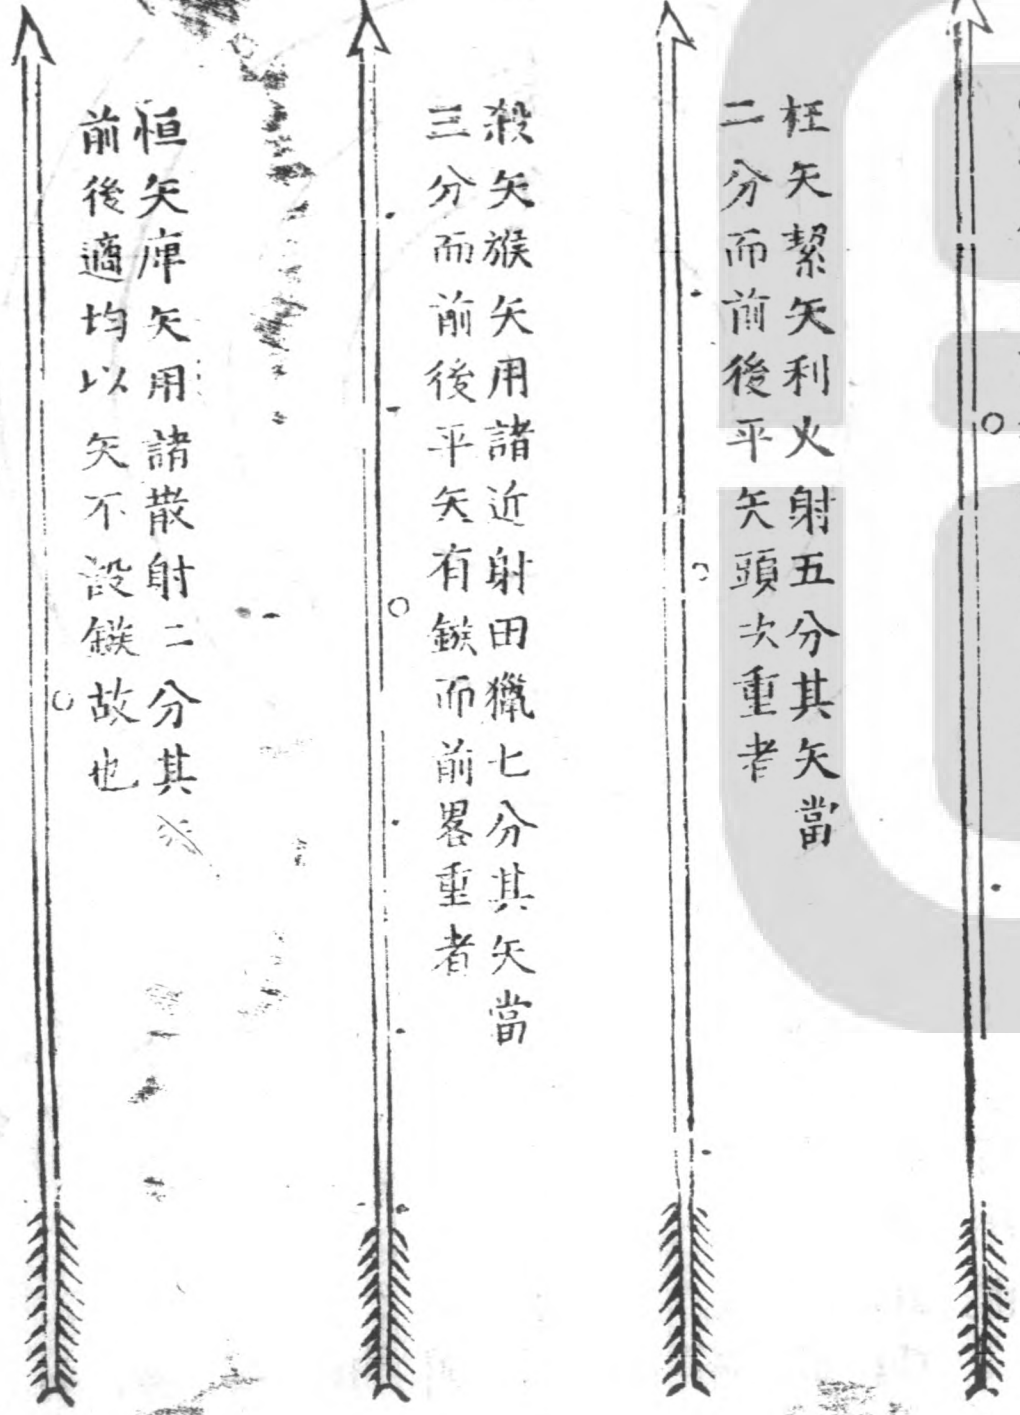 枉矢絜矢利火射五分其矢當
二分而前後平矢頭次重者
殺矢鍭矢用諸近射田獵七分其矢當
三分而前後平矢有鏃而前畧重者
恒矢庳矢用諸散射二分其
前後適均以矢不設鏃故也